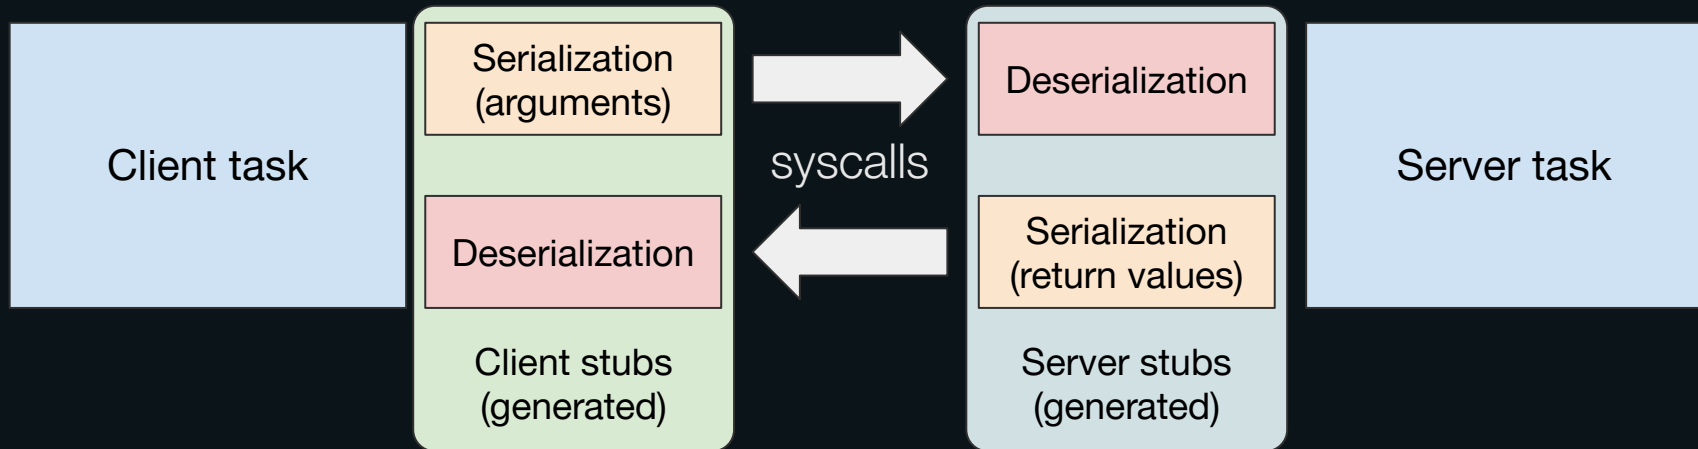 Client task
Serialization
(arguments)
Deserialization
Client stubs
(generated)
syscalls
Deserialization
Serialization
(return values)
Server stubs
(generated)
Server task